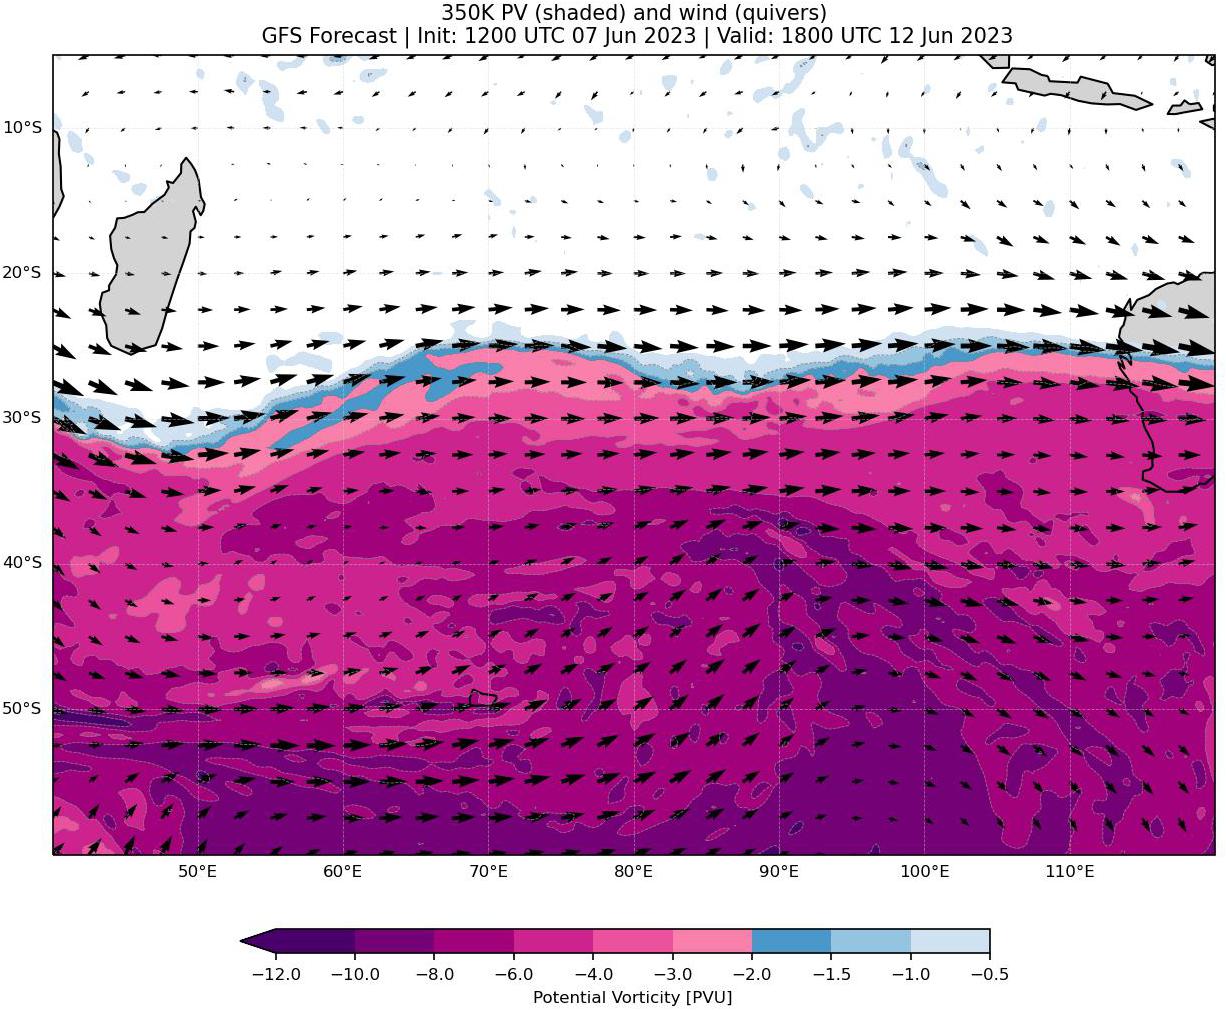 350K PV (shaded) and wind (quivers)
GFS Forecast | Init: 1200 UTC 07 Jun 2023 | Valid: 1800 UTC 12 Jun 2023
10°S
20°S
30°S
40°S
50°S
50°E 60°E 70°E 80°E 90°E 100°E 110°E
−12.0 −10.0 −8.0 −6.0 −4.0 −3.0 −2.0 −1.5 −1.0 −0.5
Potential Vorticity [PVU]